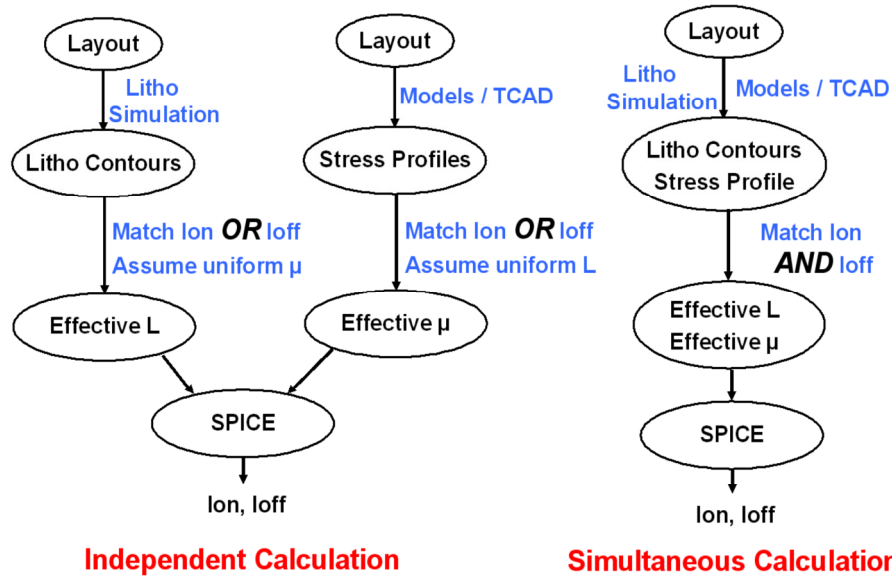 Layout
Litho
Simulation
Litho Contours
Match Ion OR Ioff
Assume uniform µ
Effective L
Layout
Models / TCAD
Stress Profiles
Match Ion OR Ioff
Assume uniform L
Effective µ
SPICE
Ion, Ioff
Independent Calculation
Layout
Litho
Simulation
Models / TCAD
Litho Contours
Stress Profile
Match Ion
AND Ioff
Effective L
Effective µ
SPICE
Ion, Ioff
Simultaneous Calculation